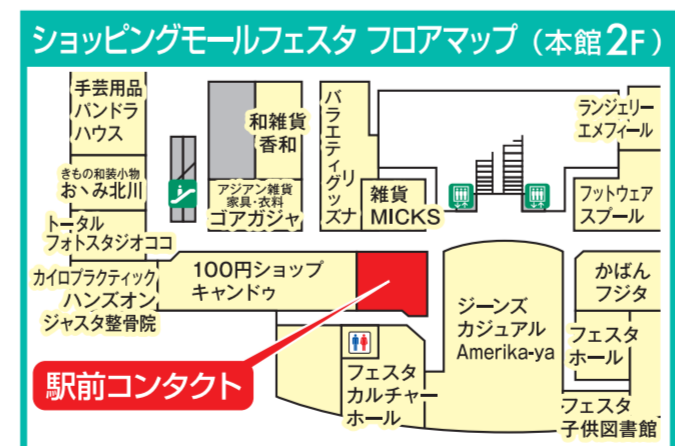 ショッピングモールフェスタ フロアマップ(本館2F)
手芸用品
パンドラ
ハウス
和雑貨
香和
バラエティグッズ
リリナ
ランジェリー
エメフィール
きもの和装小物
おゝみ北川
アジアン雑貨
家具・衣料
ゴアガジャ
雑貨
MICKS
フットウェア
スプール
トータル
フォトスタジオココ
カイロプラクティック
ハンズオン
ジャスタ整骨院
100円ショップ
キャンドゥ
ジーンズ
カジュアル
Amerika-ya
かばん
フジタ
駅前コンタクト
フェスタ
カルチャー
ホール
フェスタ
ホール
フェスタ
子供図書館